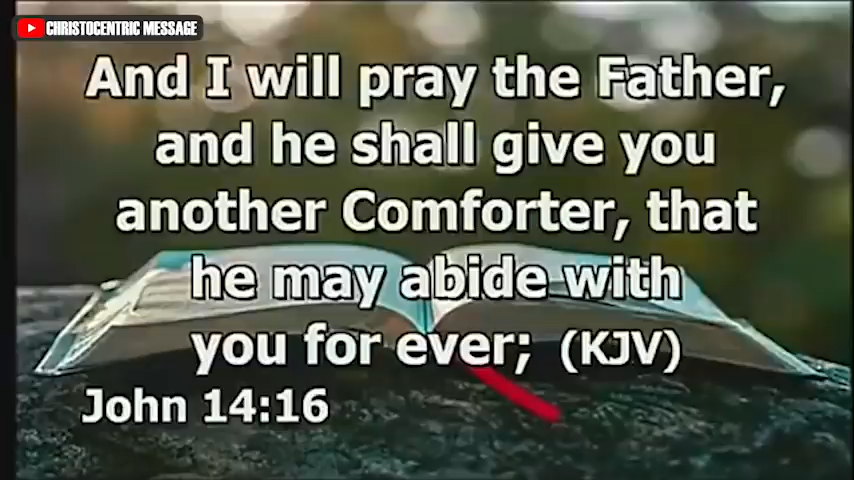 CHRISTOCENTRIC MESSAGE
And I will pray the Father,
and he shall give you
another Comforter, that
he may abide with
you for ever; (KJV)
John 14:16